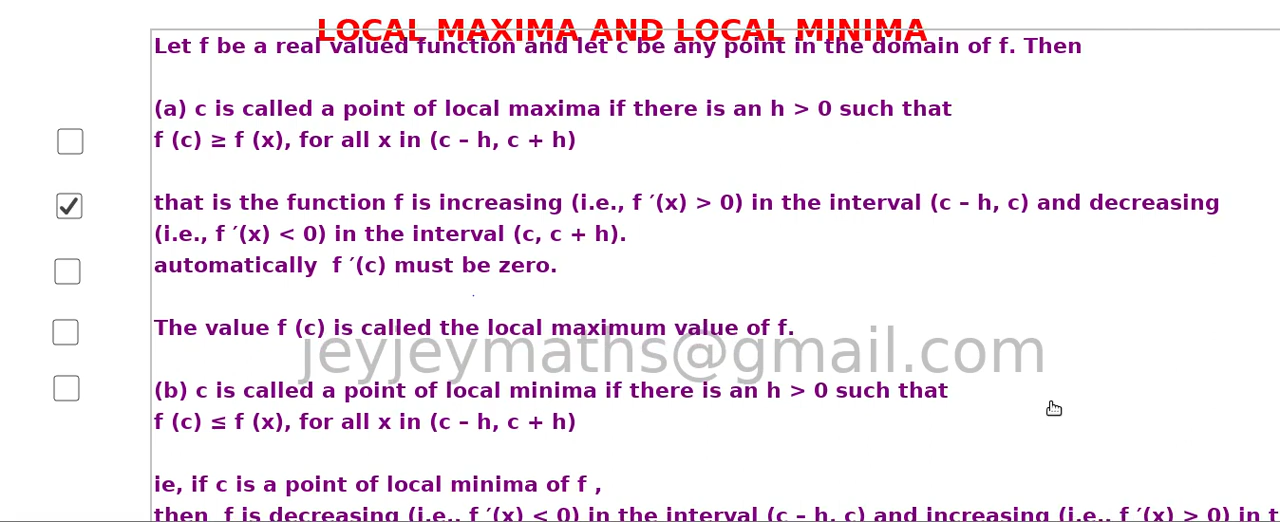 LOCAL MAXIMA AND LOCAL MINIMA
Let f be a real valued function and let c be any point in the domain of f. Then
(a) c is called a point of local maxima if there is an h > 0 such that
f (c) ≥ f (x), for all x in (c – h, c + h)
that is the function f is increasing (i.e., f ′(x) > 0) in the interval (c – h, c) and decreasing
(i.e., f ′(x) < 0) in the interval (c, c + h).
automatically  f ′(c) must be zero.
The value f (c) is called the local maximum value of f.
jeyjeymaths@gmail.com
(b) c is called a point of local minima if there is an h > 0 such that
f (c) ≤ f (x), for all x in (c – h, c + h)
ie, if c is a point of local minima of f ,
then  f is decreasing (i.e., f ′(x) < 0) in the interval (c – h, c) and increasing (i.e., f ′(x) > 0) in